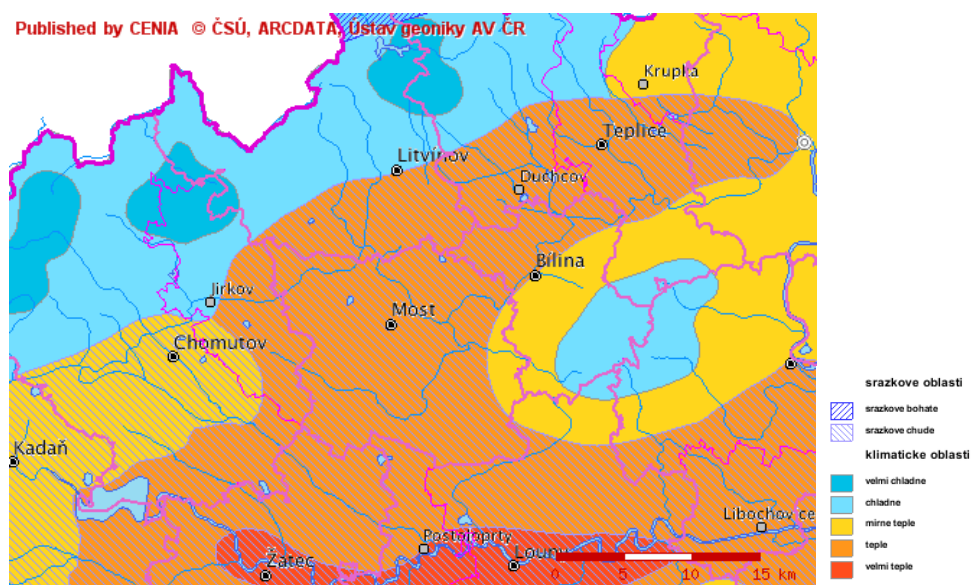 Published by CENIA © ČSÚ, ARCDATA, Ústav geoniky AV ČR
Krupka
Teplice
Litvínov
Duchcov
Bílina
Jirkov
Most
Chomutov
Kadaň
Libochov ce
Postoloprty
Žatec
Louny
0 5 10 15 km
srazkove oblasti
srazkove bohate
srazkove chude
klimaticke oblasti
velmi chladne
chladne
mirne teple
teple
velmi teple